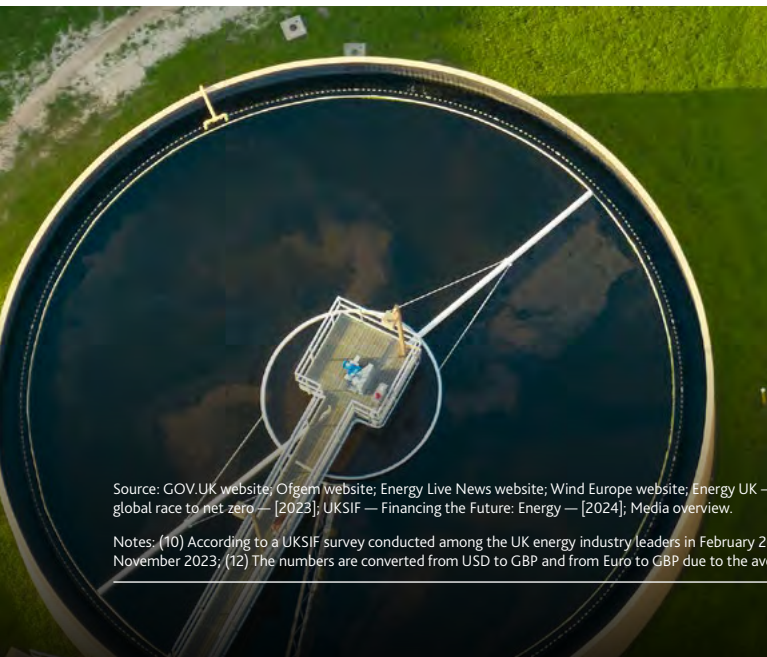 Source: GOV.UK website; Ofgem website; Energy Live News website; Wind Europe website; Energy UK —
global race to net zero — [2023]; UKSIF — Financing the Future: Energy — [2024]; Media overview.
Notes: (10) According to a UKSIF survey conducted among the UK energy industry leaders in February 2
November 2023; (12) The numbers are converted from USD to GBP and from Euro to GBP due to the